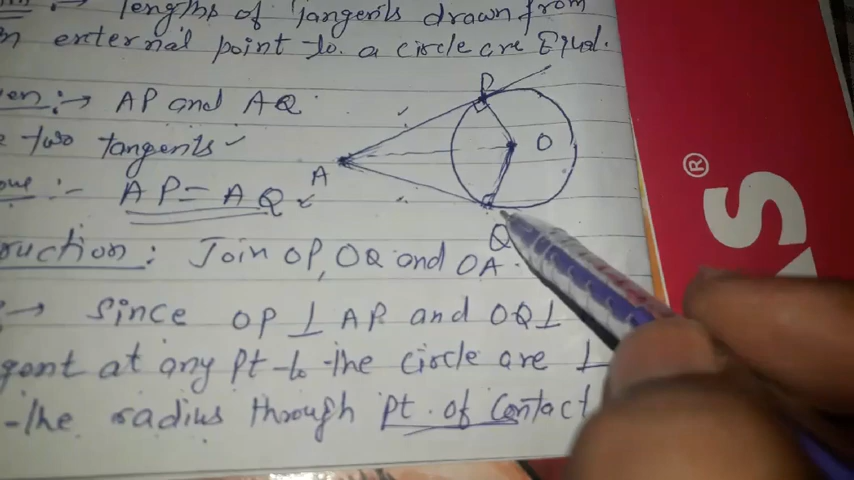 :→ lengths of Tangents drawn from
external point to a circle are Equal.
:→ AP and AQ
two tangents
:- AP = AQ
P
O
A
Q
ruction: Join OP, OQ and OA.
:→ Since OP ⊥ AP and OQ ⊥
gent at any Pt to the circle are ⊥
the radius through Pt. of Contact
®
S